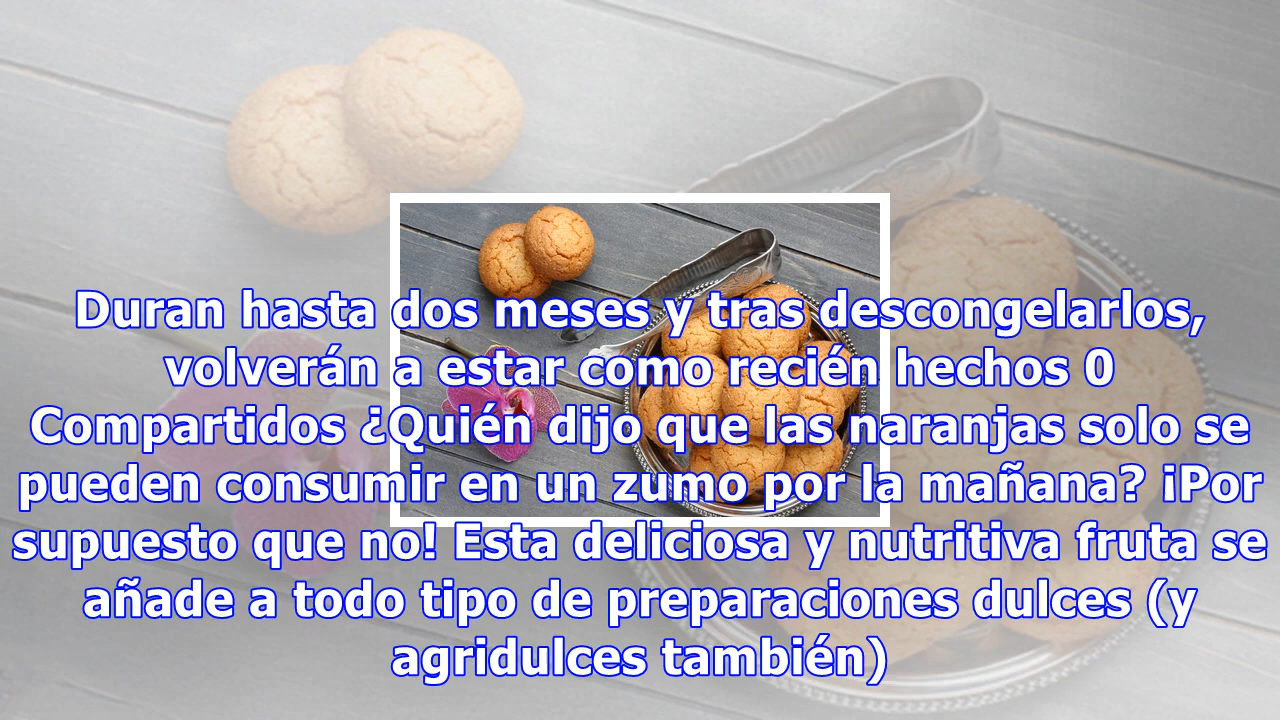 Duran hasta dos meses y tras descongelarlos,
volverán a estar como recién hechos 0
Compartidos ¿Quién dijo que las naranjas solo se
pueden consumir en un zumo por la mañana? ¡Por
supuesto que no! Esta deliciosa y nutritiva fruta se
añade a todo tipo de preparaciones dulces (y
agridulces también)